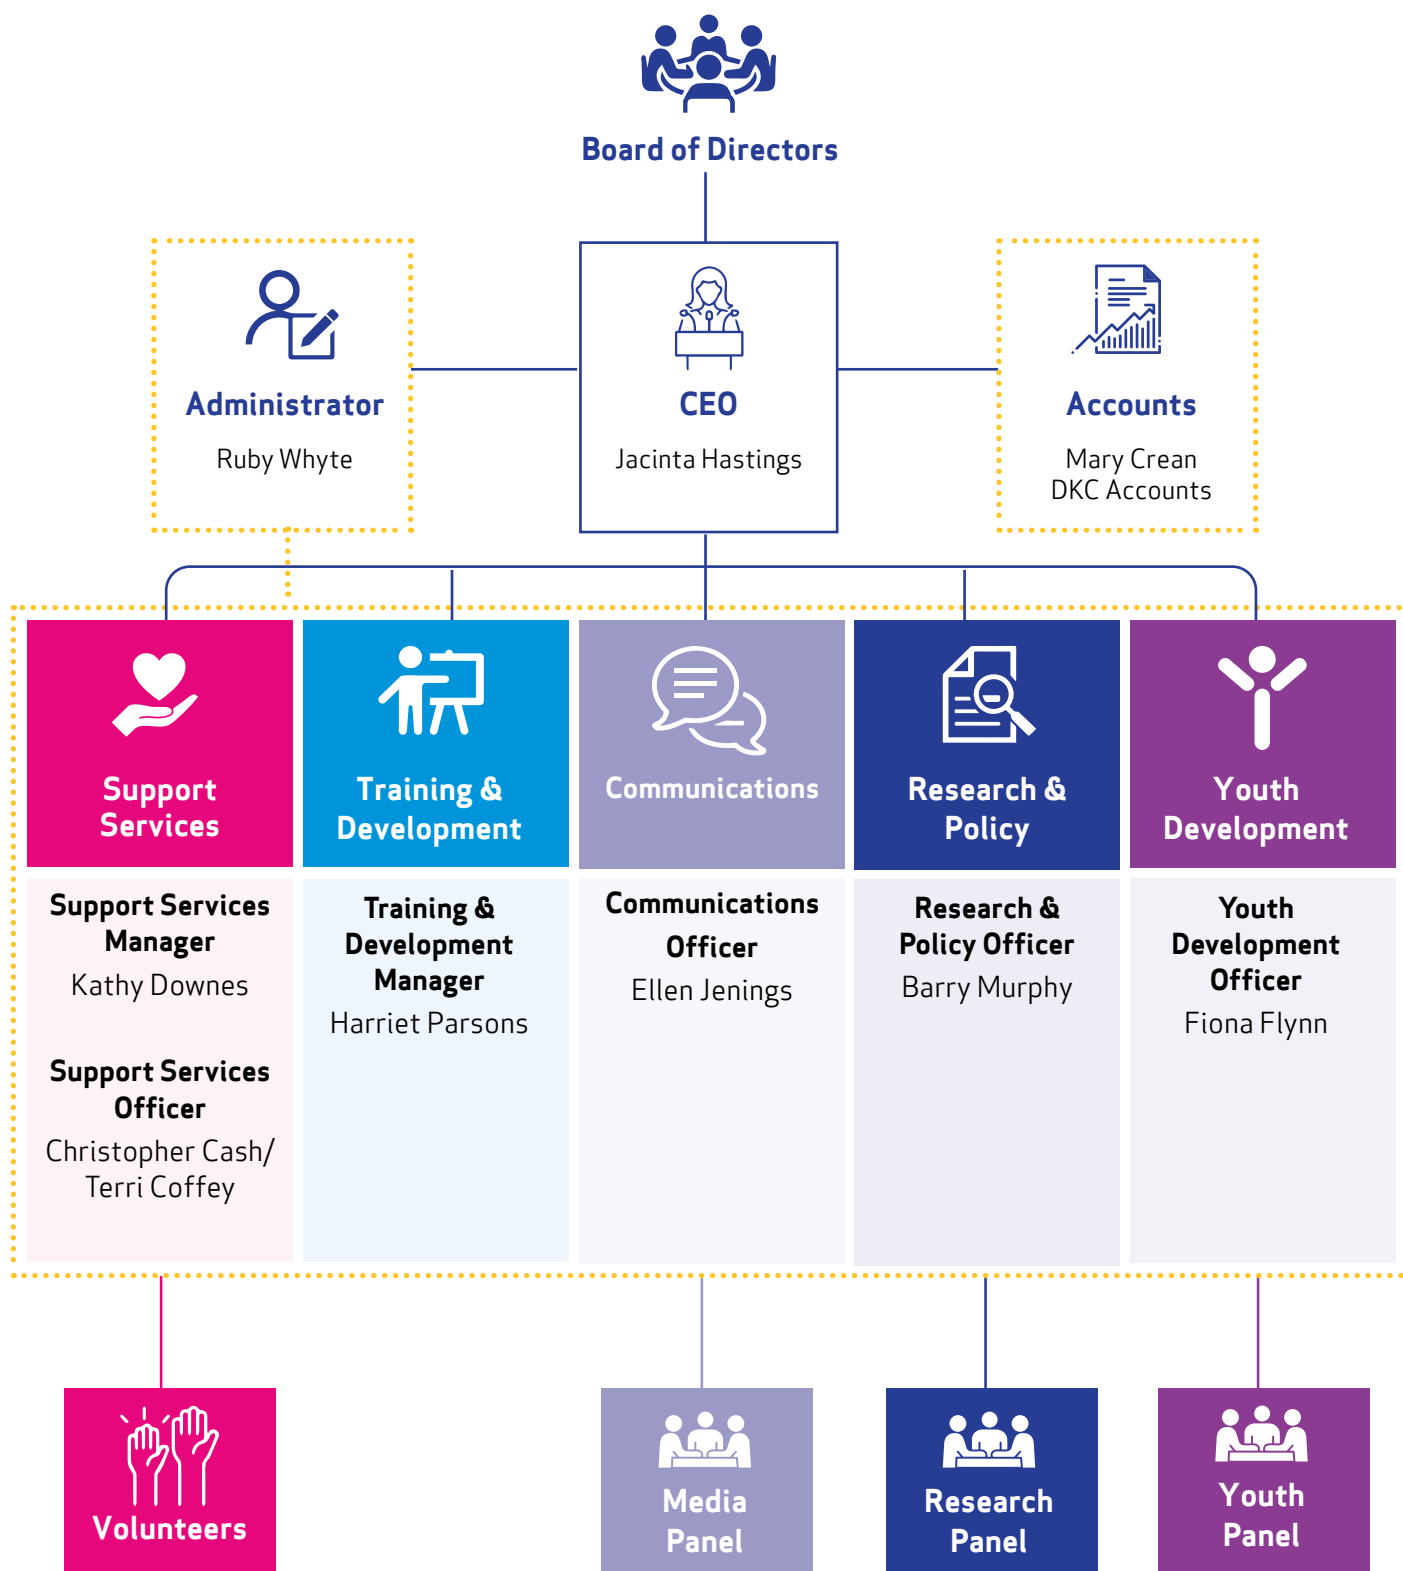 Board of Directors
Administrator
Ruby Whyte
CEO
Jacinta Hastings
Accounts
Mary Crean
DKC Accounts
Support
Services
Training &
Development
Communications
Research &
Policy
Youth
Development
Support Services
Manager
Kathy Downes
Support Services
Officer
Christopher Cash/
Terri Coffey
Training &
Development
Manager
Harriet Parsons
Communications
Officer
Ellen Jenings
Research &
Policy Officer
Barry Murphy
Youth
Development
Officer
Fiona Flynn
Volunteers
Media
Panel
Research
Panel
Youth
Panel